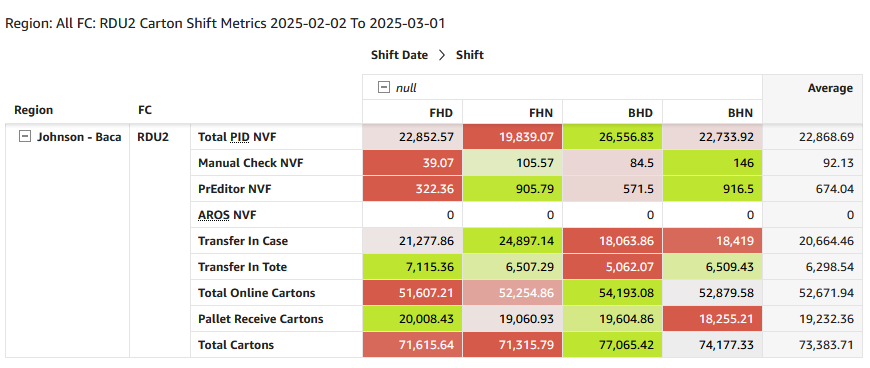 Region: All FC: RDU2 Carton Shift Metrics 2025-02-02 To 2025-03-01
Shift Date > Shift
null Average
Region FC FHD FHN BHD BHN
Johnson - Baca RDU2 Total PID NVF 22,852.57 19,839.07 26,556.83 22,733.92 22,868.69
Manual Check NVF 39.07 105.57 84.5 146 92.13
PrEditor NVF 322.36 905.79 571.5 916.5 674.04
AROS NVF 0 0 0 0 0
Transfer In Case 21,277.86 24,897.14 18,063.86 18,419 20,664.46
Transfer In Tote 7,115.36 6,507.29 5,062.07 6,509.43 6,298.54
Total Online Cartons 51,607.21 52,254.86 54,193.08 52,879.58 52,671.94
Pallet Receive Cartons 20,008.43 19,060.93 19,604.86 18,255.21 19,232.36
Total Cartons 71,615.64 71,315.79 77,065.42 74,177.33 73,383.71